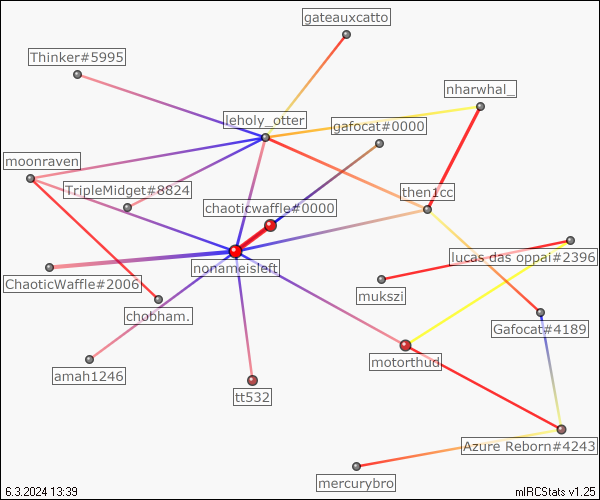 gateauxcatto
Thinker#5995
nharwhal_
leholy_otter
gafocat#0000
moonraven
TripleMidget#8824
then1cc
chaoticwaffle#0000
lucas das oppai#2396
nonameisleft
ChaoticWaffle#2006
mukszi
chobnam.
Gafocat#4189
motorthud
amah1246
tt532
Azure Reborn#4243
mercurybro
6.3.2024 13:39
mIRCStats v1.25